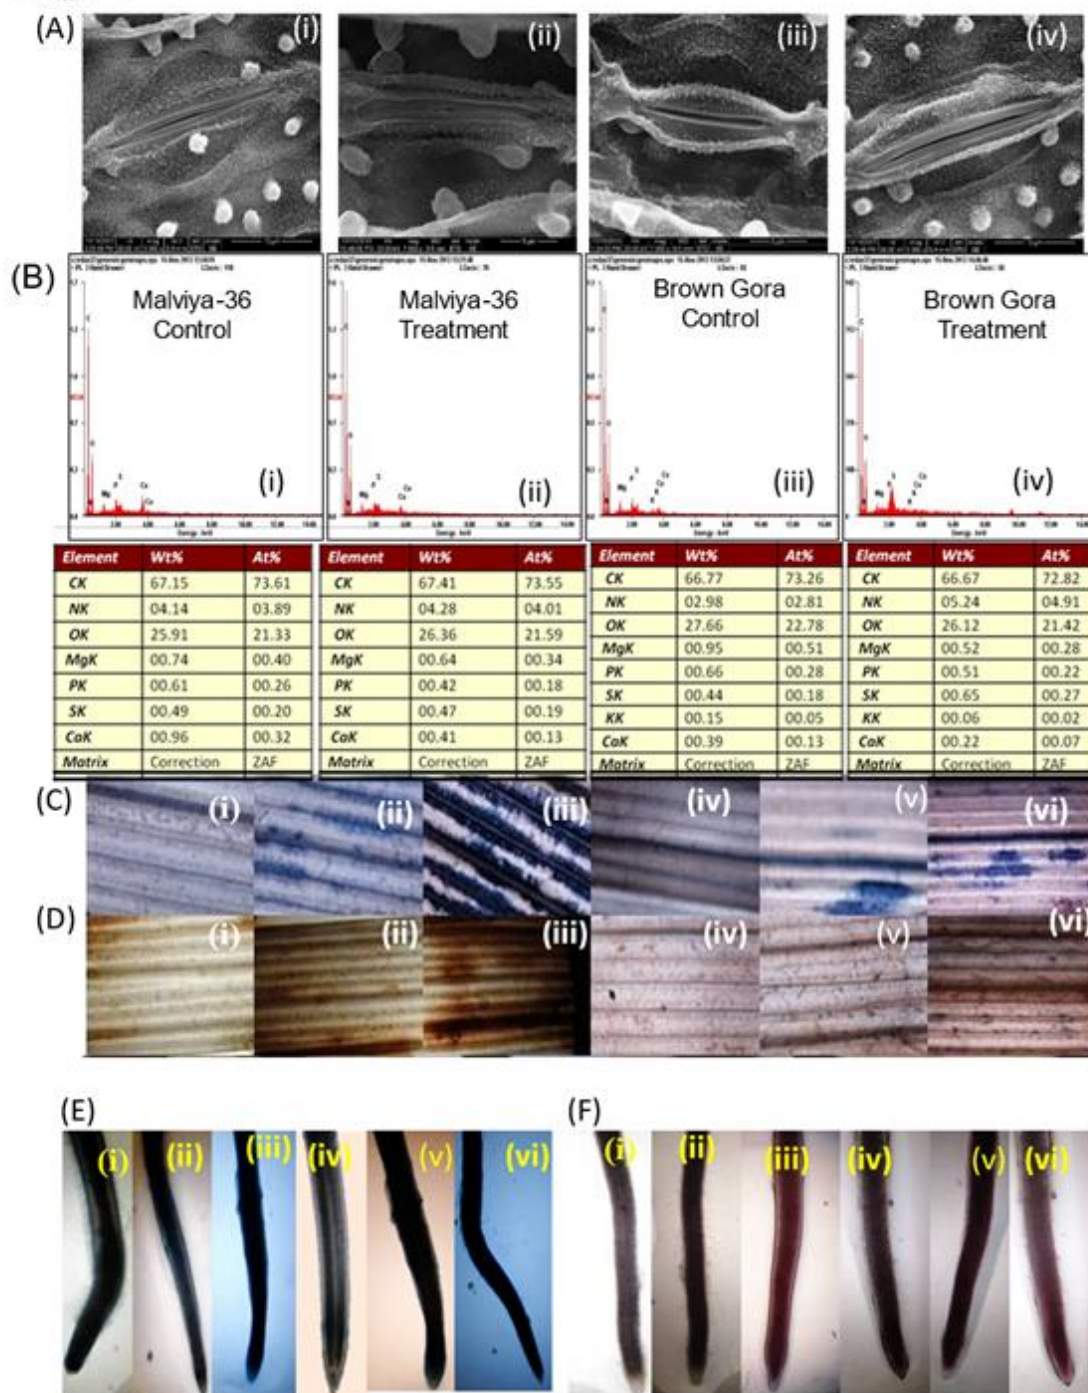 (A) (i) (ii) (iii) (iv)
(B)
Malviya-36
Control
(i)
Malviya-36
Treatment
(ii)
Brown Gora
Control
(iii)
Brown Gora
Treatment
(iv)
Element Wt% At%
CK 67.15 73.61
NK 04.14 03.89
OK 25.91 21.33
MgK 00.74 00.40
PK 00.61 00.26
SK 00.49 00.20
CaK 00.96 00.32
Matrix Correction ZAF
Element Wt% At%
CK 67.41 73.55
NK 04.28 04.01
OK 26.36 21.59
MgK 00.64 00.34
PK 00.42 00.18
SK 00.47 00.19
CaK 00.41 00.13
Matrix Correction ZAF
Element Wt% At%
CK 66.77 73.26
NK 02.98 02.81
OK 27.66 22.78
MgK 00.95 00.51
PK 00.66 00.28
SK 00.44 00.18
KK 00.15 00.05
CaK 00.39 00.13
Matrix Correction ZAF
Element Wt% At%
CK 66.67 72.82
NK 05.24 04.91
OK 26.12 21.42
MgK 00.52 00.28
PK 00.51 00.22
SK 00.65 00.27
KK 00.06 00.02
CaK 00.22 00.07
Matrix Correction ZAF
(C) (i) (ii) (iii) (iv) (v) (vi)
(D) (i) (ii) (iii) (iv) (v) (vi)
(E) (F)
(i) (ii) (iii) (iv) (v) (vi) (i) (ii) (iii) (iv) (v) (vi)